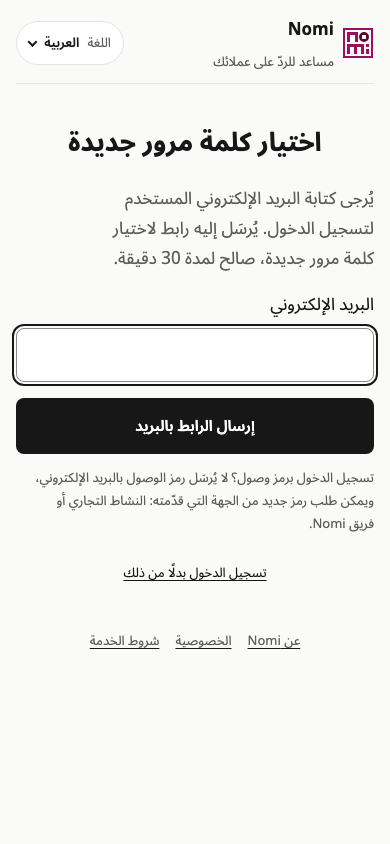 Nomi
مساعد للردّ على عملائك
اللغة العربية
اختيار كلمة مرور جديدة
يُرجى كتابة البريد الإلكتروني المستخدم
لتسجيل الدخول. يُرسَل إليه رابط لاختيار
كلمة مرور جديدة، صالح لمدة 30 دقيقة.
البريد الإلكتروني
إرسال الرابط بالبريد
تسجيل الدخول برمز وصول؟ لا يُرسَل رمز الوصول بالبريد الإلكتروني،
ويمكن طلب رمز جديد من الجهة التي قدّمته: النشاط التجاري أو
فريق Nomi.
تسجيل الدخول بدلًا من ذلك
عن Nomi الخصوصية شروط الخدمة